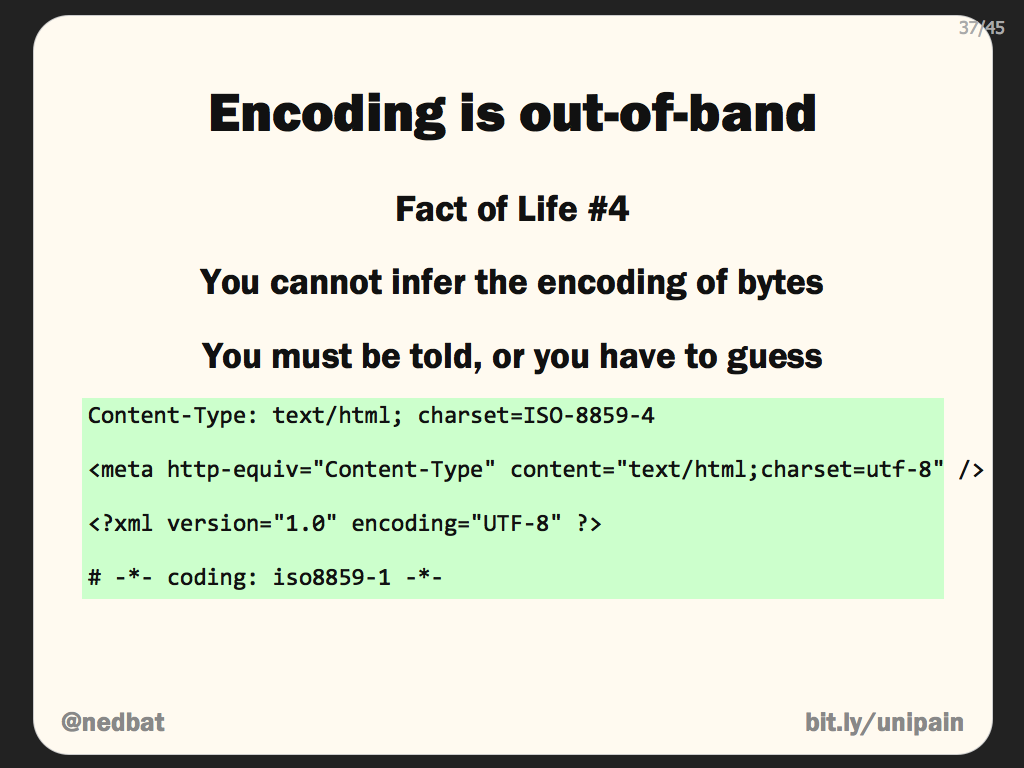 37/45
Encoding is out-of-band
Fact of Life #4
You cannot infer the encoding of bytes
You must be told, or you have to guess
Content-Type: text/html; charset=ISO-8859-4
<meta http-equiv="Content-Type" content="text/html;charset=utf-8" />
<?xml version="1.0" encoding="UTF-8" ?>
# -*- coding: iso8859-1 -*-
@nedbat
bit.ly/unipain